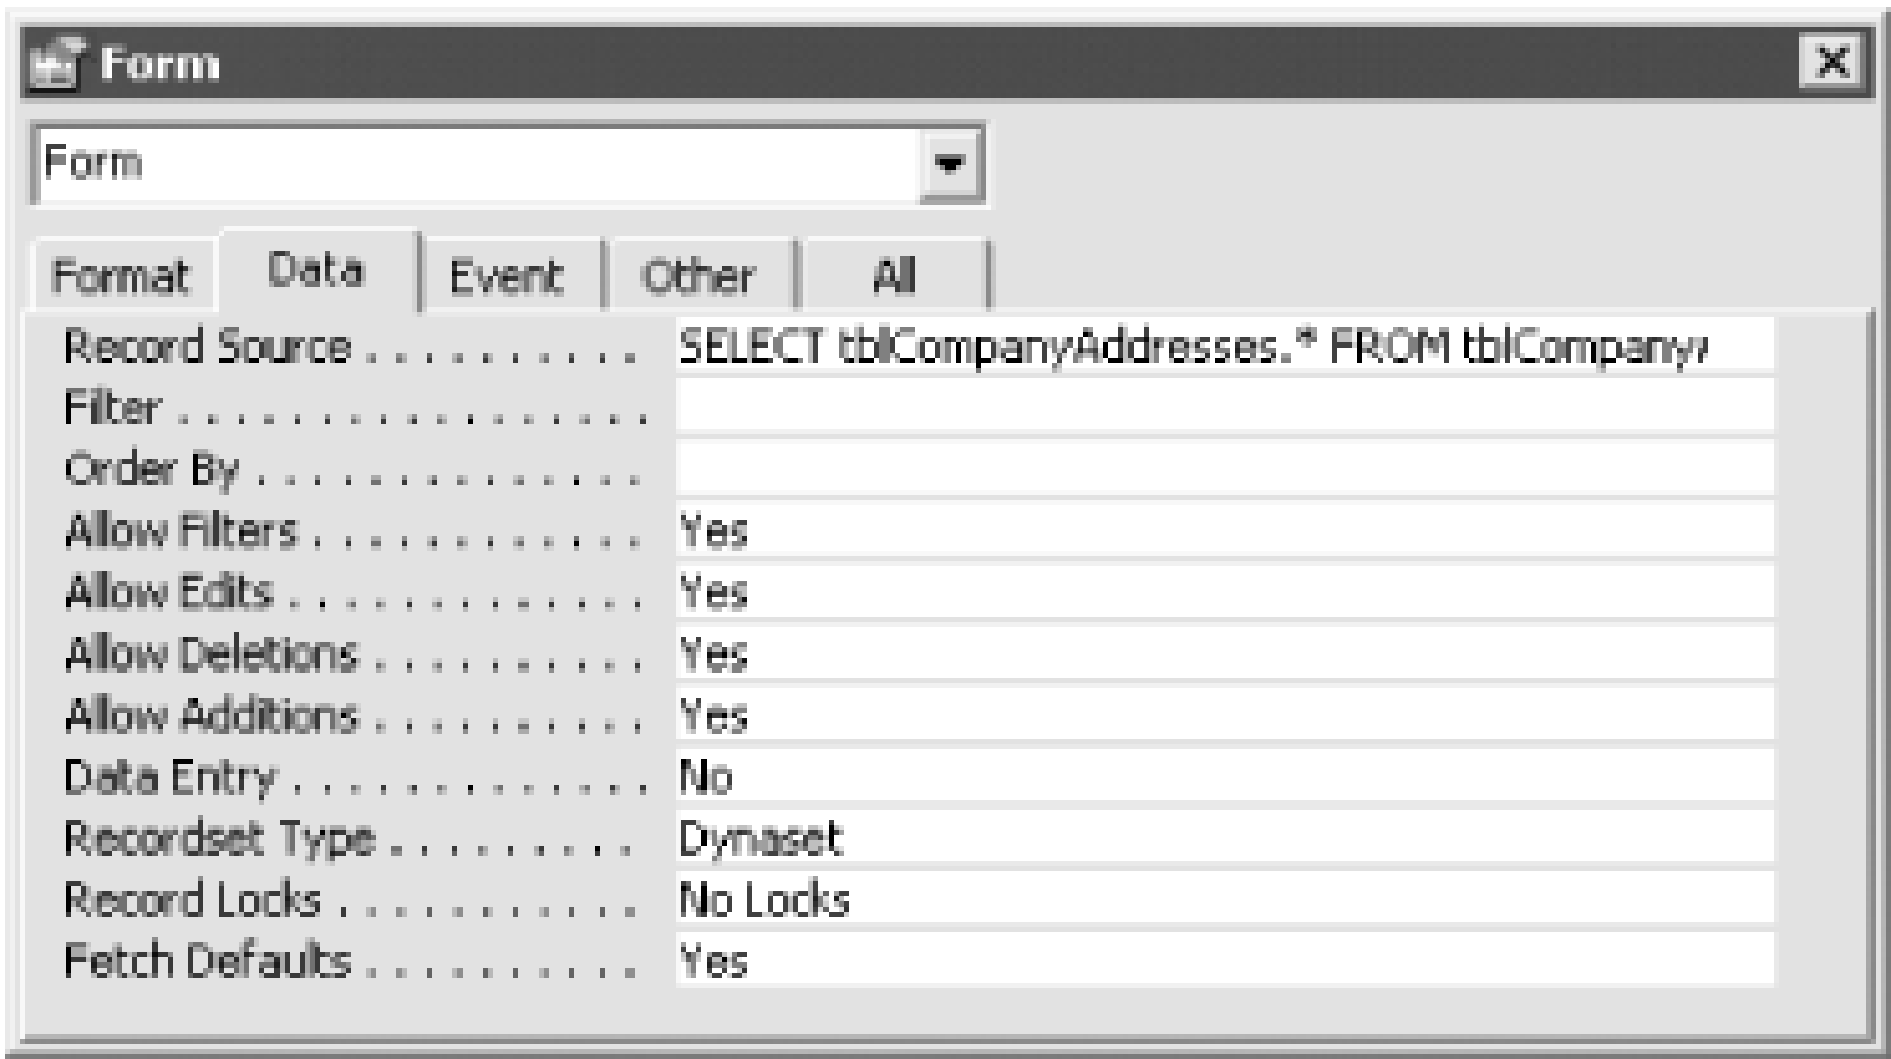 Form
Form
Format Data Event Other All
Record Source . . . . . . . . . . SELECT tblCompanyAddresses.* FROM tblCompany
Filter . . . . . . . . . . . . . . . . .
Order By . . . . . . . . . . . . . .
Allow Filters . . . . . . . . . . . . Yes
Allow Edits . . . . . . . . . . . . . Yes
Allow Deletions . . . . . . . . . . Yes
Allow Additions . . . . . . . . . . Yes
Data Entry . . . . . . . . . . . . . No
Recordset Type . . . . . . . . . Dynaset
Record Locks . . . . . . . . . . . No Locks
Fetch Defaults . . . . . . . . . . Yes